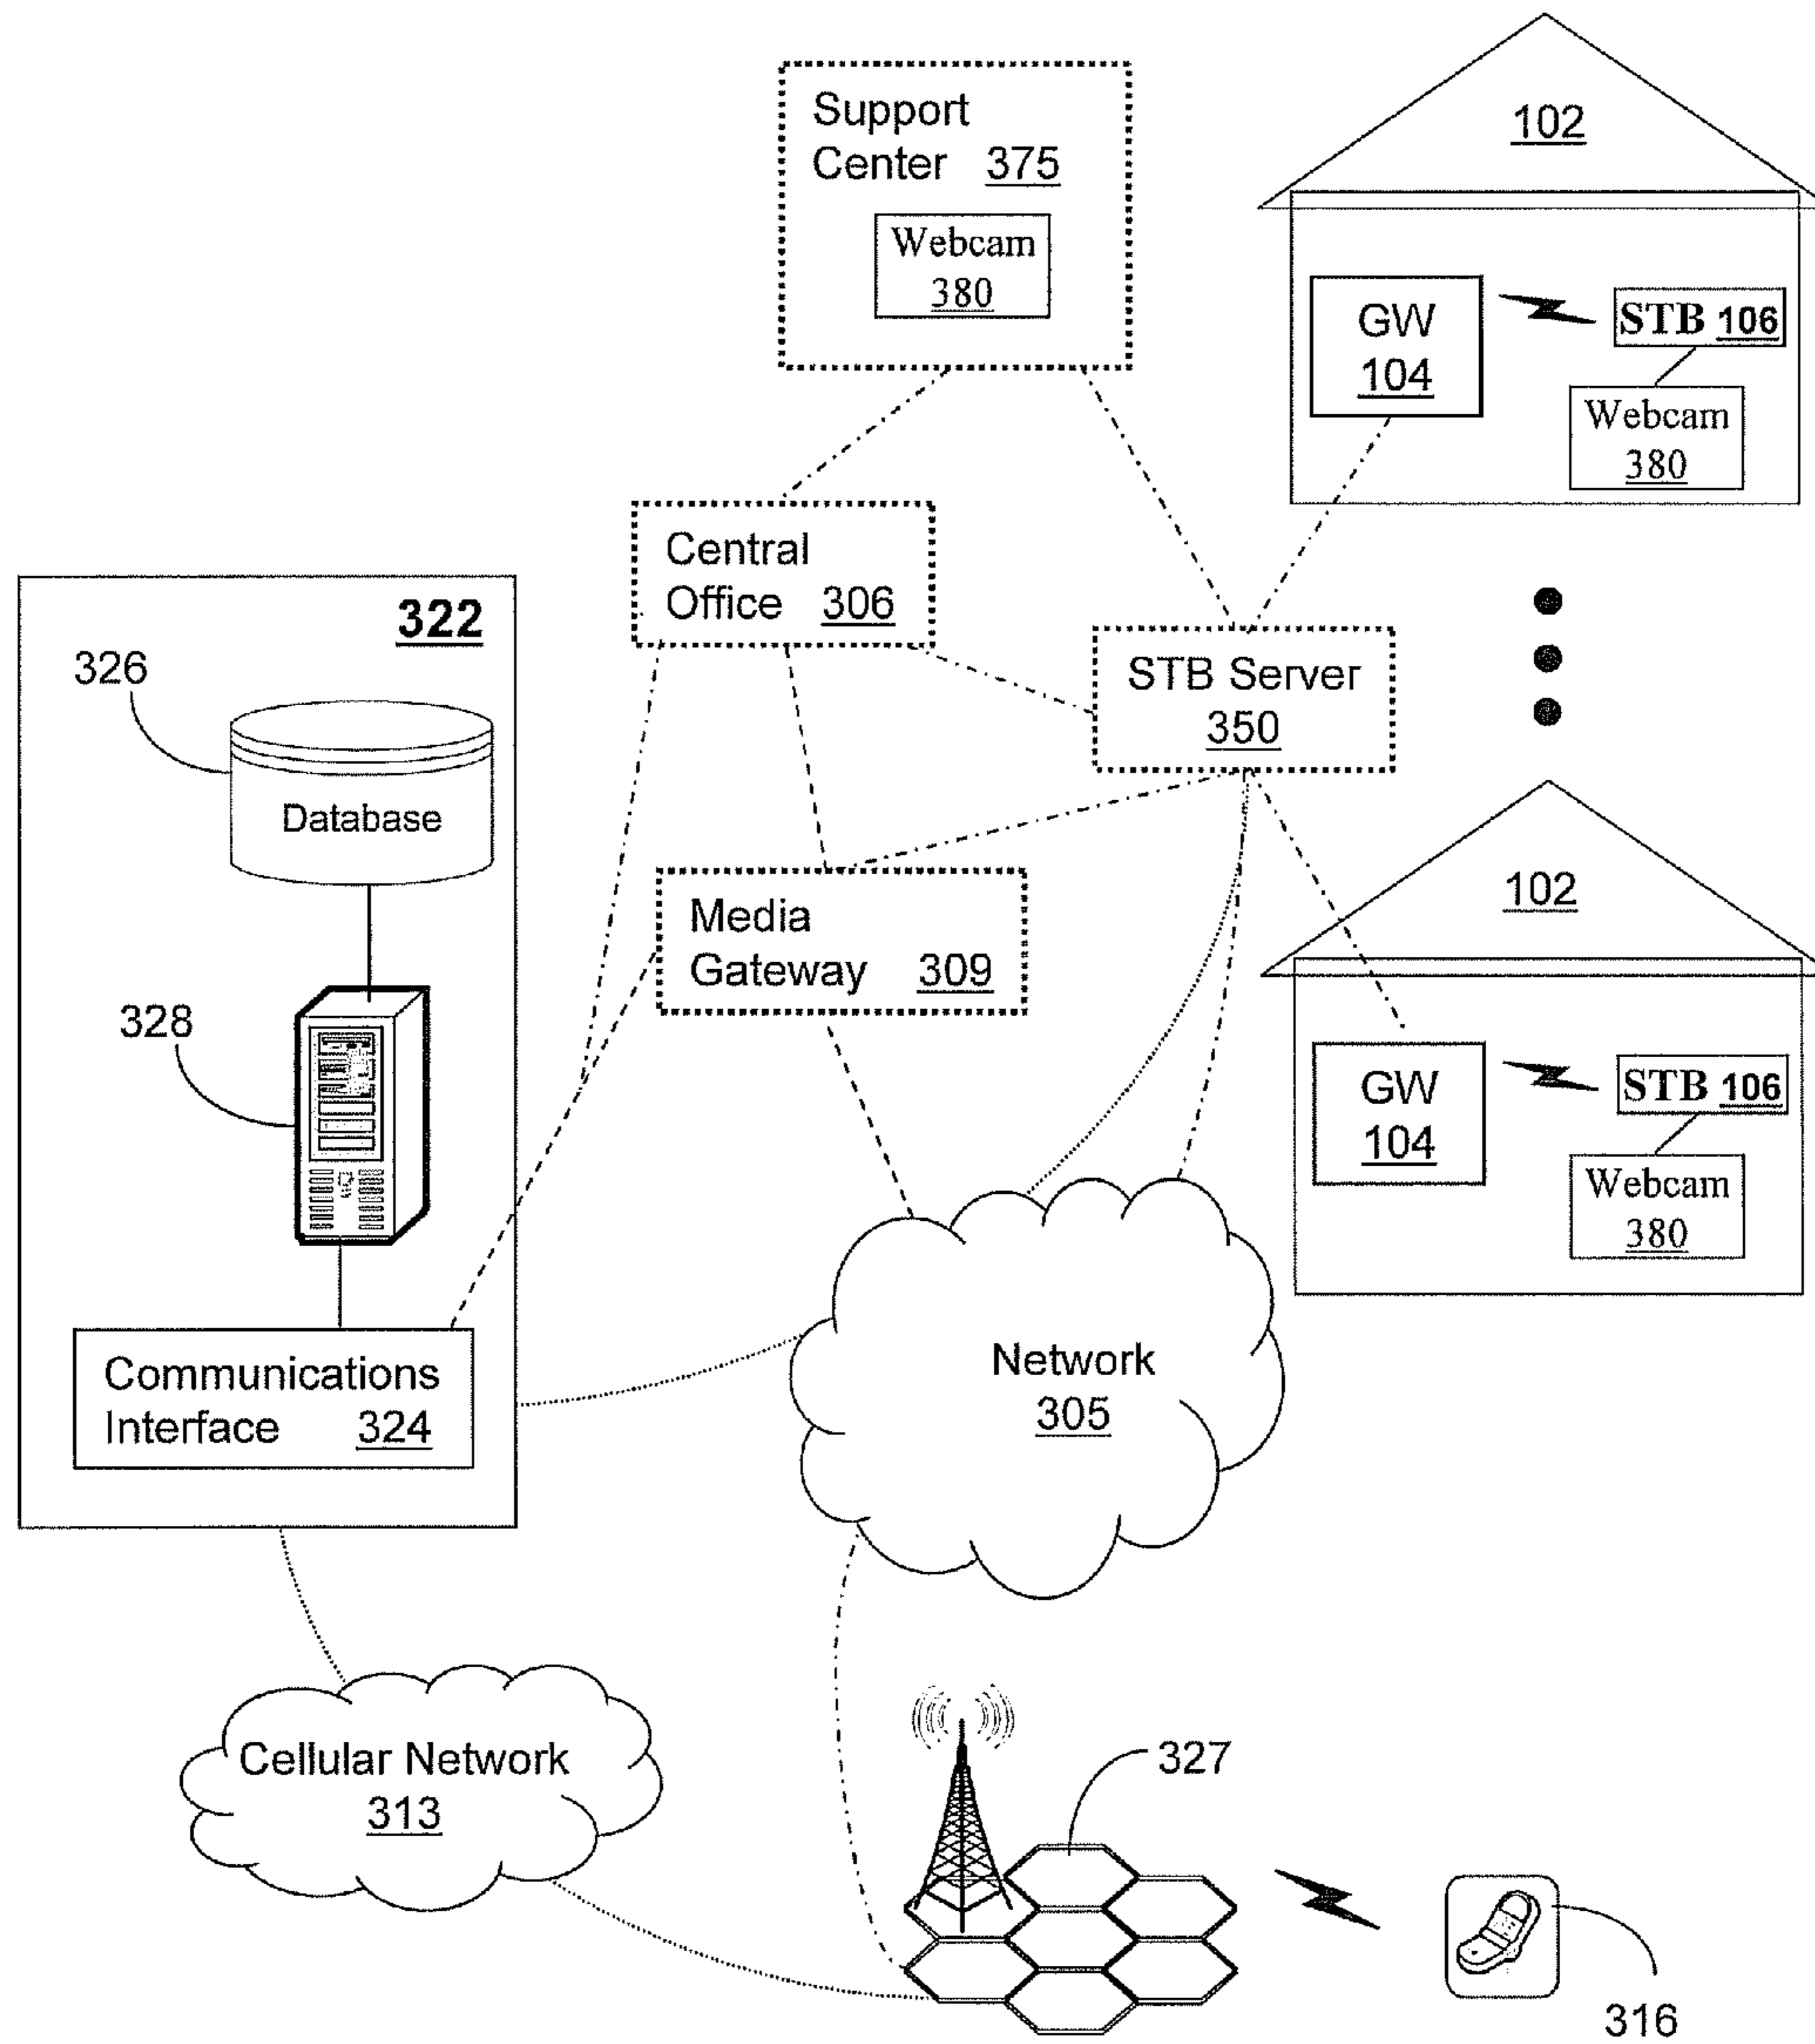 Support
Center 375
Webcam
380
102
GW
104
STB 106
Webcam
380
Central
Office 306
322
326
Database
STB Server
350
102
Media
Gateway 309
328
GW
104
STB 106
Webcam
380
Communications
Interface 324
Network
305
Cellular Network
313
327
316